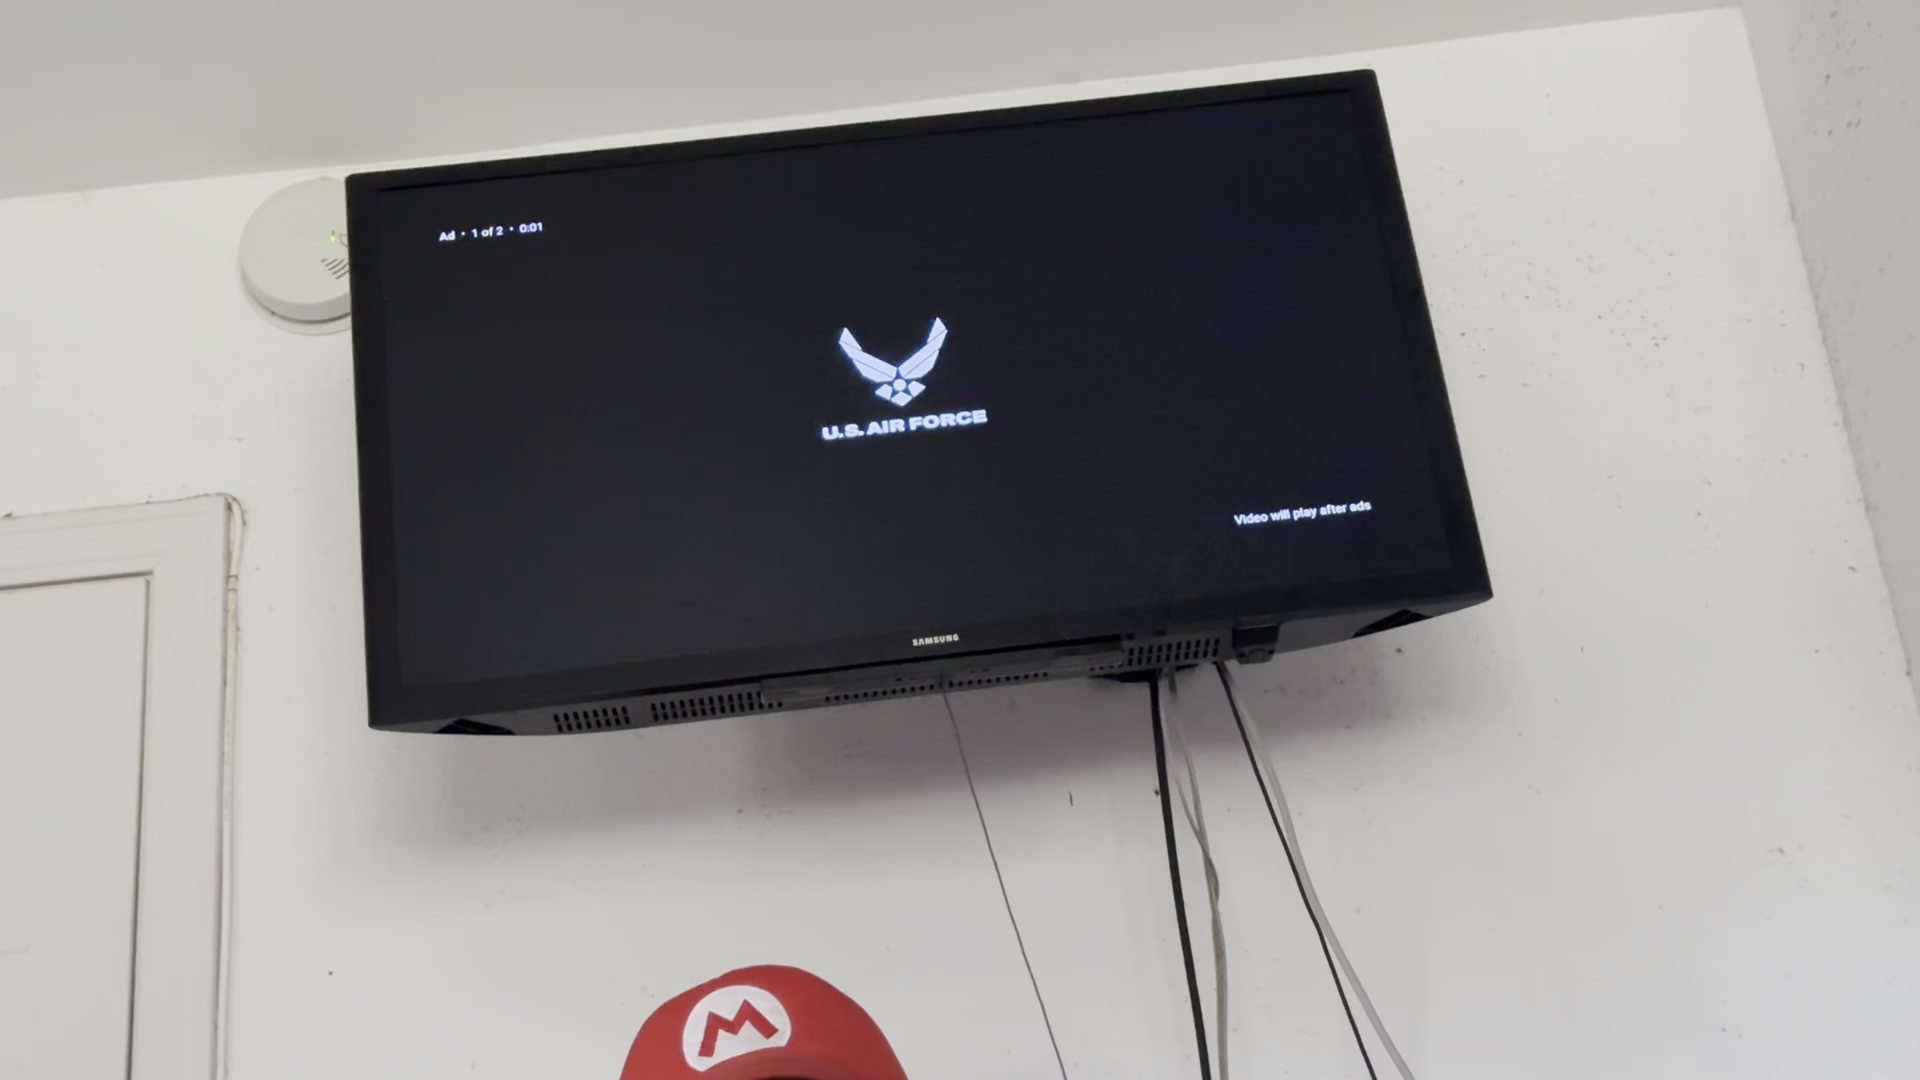 Ad • 1 of 2 • 0:01
U.S. AIR FORCE
Video will play after ads
SAMSUNG
M